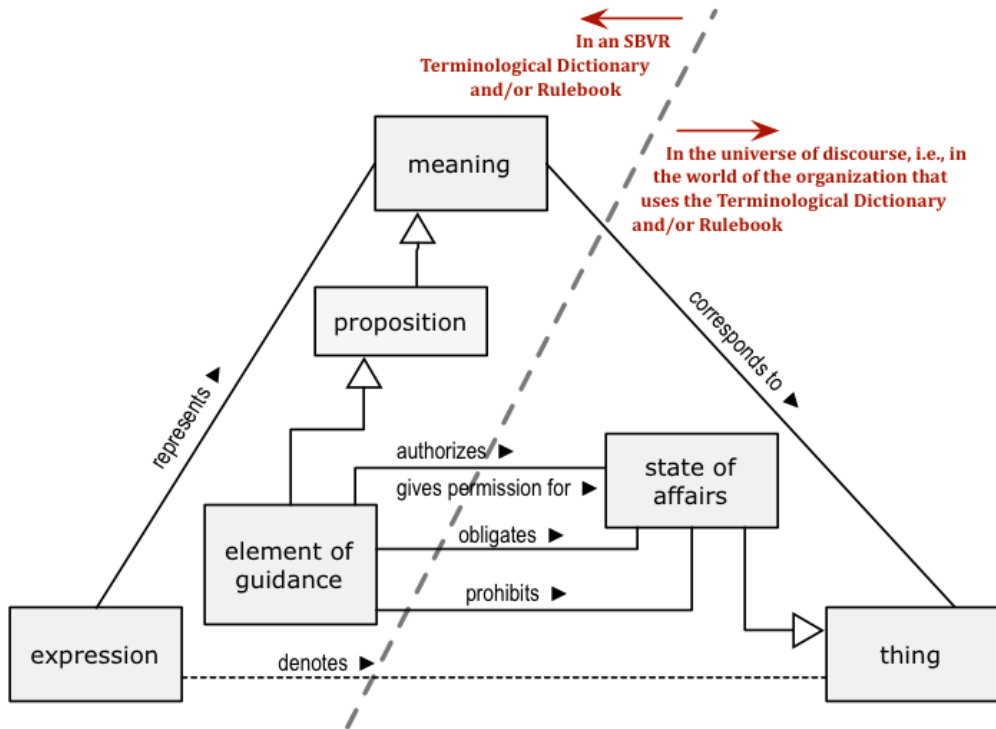 In an SBVR
Terminological Dictionary
and/or Rulebook
meaning
In the universe of discourse, i.e., in
the world of the organization that
uses the Terminological Dictionary
and/or Rulebook
proposition
represents ▶
corresponds to ▶
authorizes ▶
gives permission for ▶
state of
affairs
obligates ▶
element of
guidance
prohibits ▶
expression
denotes ▶
thing